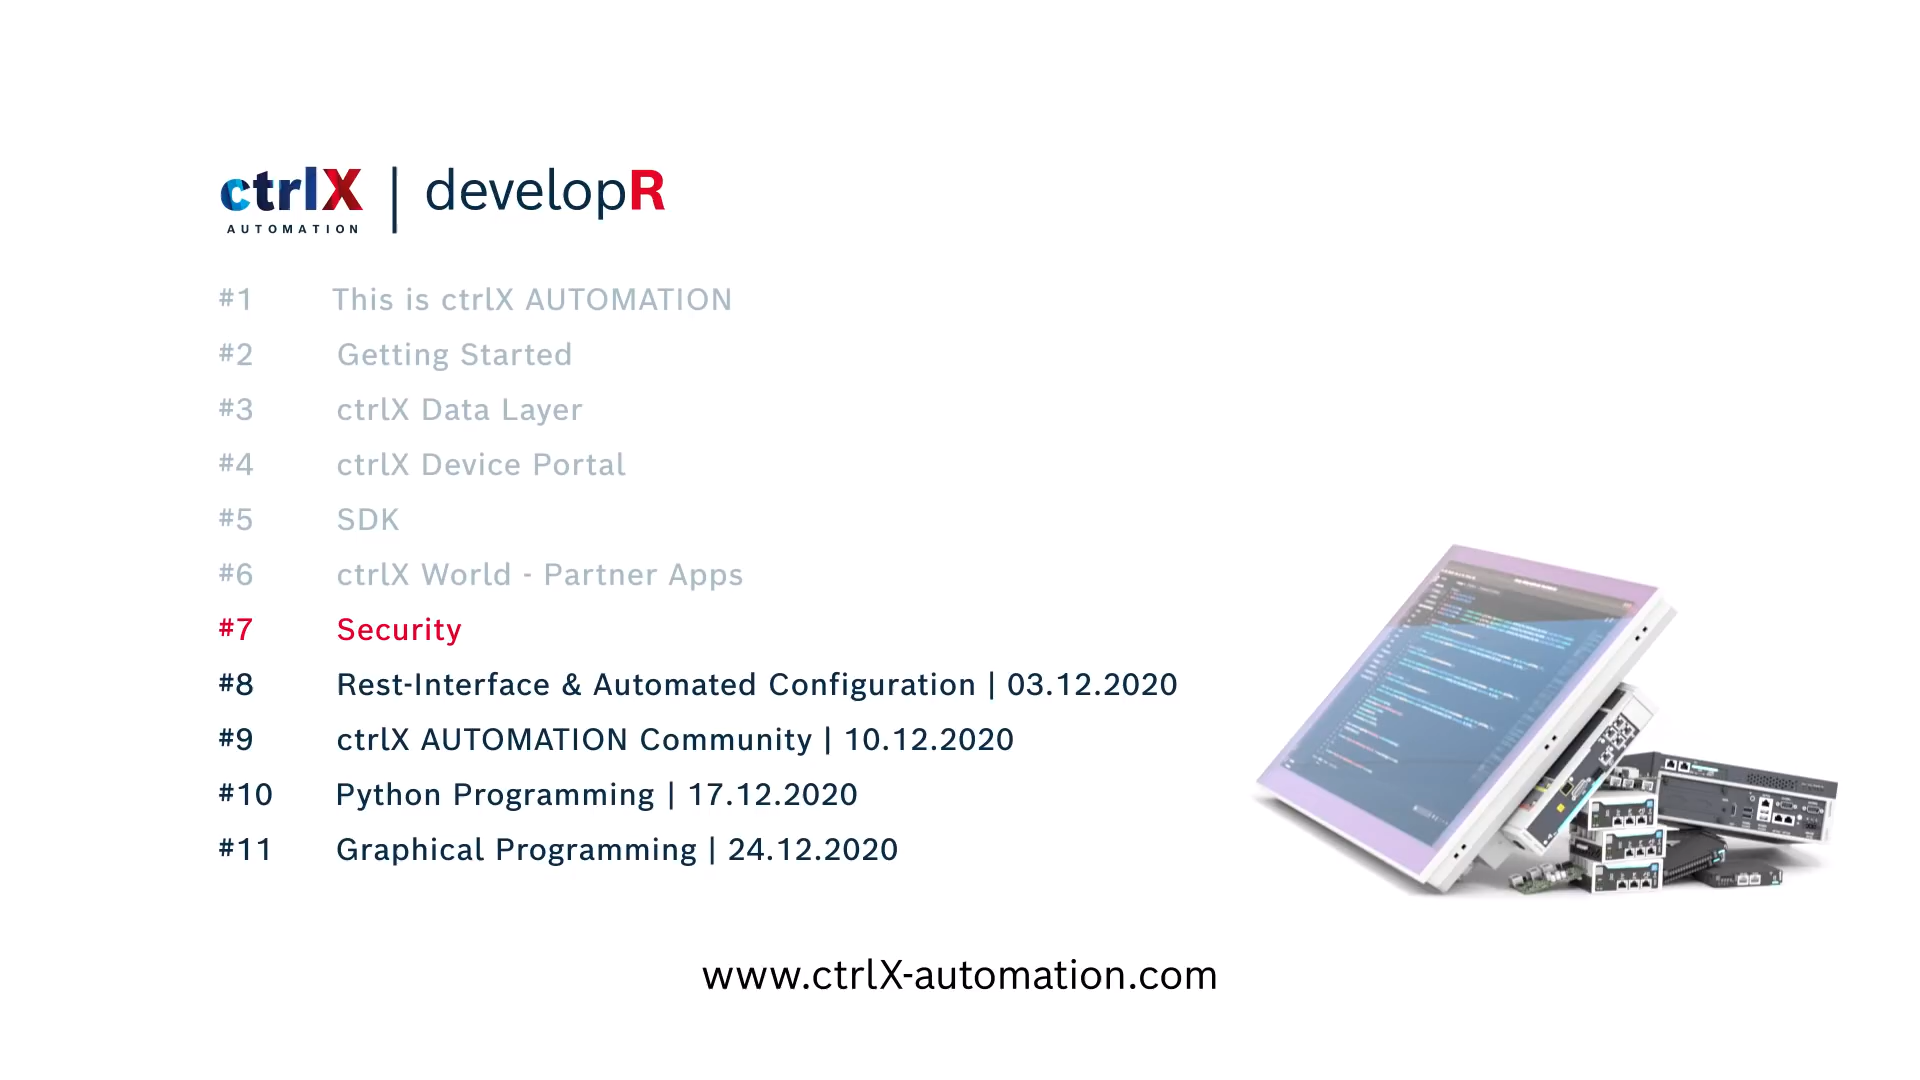 ctrlX | developR
AUTOMATION
#1 This is ctrlX AUTOMATION
#2 Getting Started
#3 ctrlX Data Layer
#4 ctrlX Device Portal
#5 SDK
#6 ctrlX World - Partner Apps
#7 Security
#8 Rest-Interface & Automated Configuration | 03.12.2020
#9 ctrlX AUTOMATION Community | 10.12.2020
#10 Python Programming | 17.12.2020
#11 Graphical Programming | 24.12.2020
www.ctrlX-automation.com